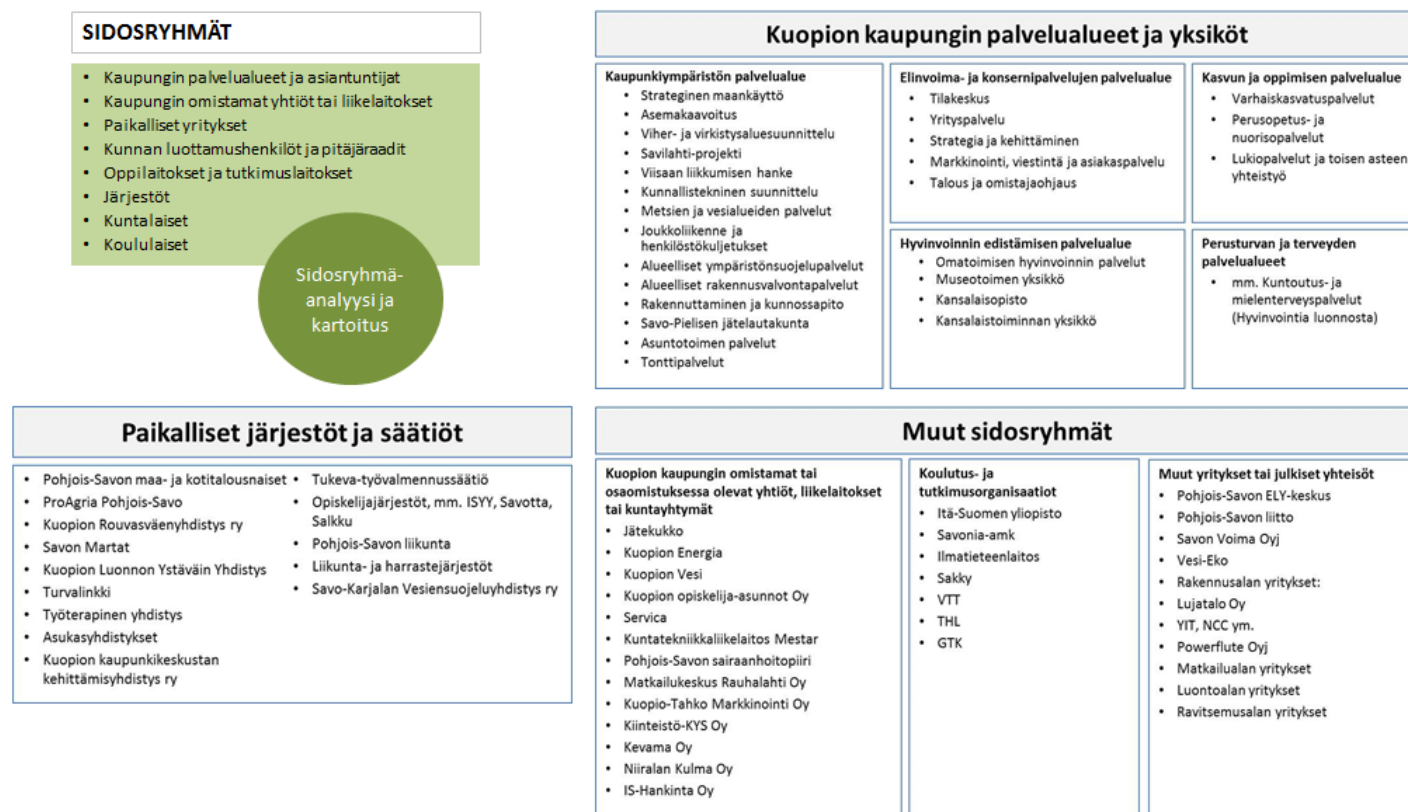 SIDOSRYHMÄT
• Kaupungin palvelualueet ja asiantuntijat
• Kaupungin omistamat yhtiöt tai liikelaitokset
• Paikalliset yritykset
• Kunnan luottamushenkilöt ja pitäjäraadit
• Oppilaitokset ja tutkimuslaitokset
• Järjestöt
• Kuntalaiset
• Koululaiset
Sidosryhmä-
analyysi ja
kartoitus
Kuopion kaupungin palvelualueet ja yksiköt
Kaupunkiympäristön palvelualue
• Strateginen maankäyttö
• Asemakaavoitus
• Viher- ja virkistysaluesuunnittelu
• Savilahti-projekti
• Viisaan liikkumisen hanke
• Kunnallistekninen suunnittelu
• Metsien ja vesialueiden palvelut
• Joukkoliikenne ja
henkilöstökuljetukset
• Alueelliset ympäristönsuojelupalvelut
• Alueelliset rakennusvalvontapalvelut
• Rakennuttaminen ja kunnossapito
• Savo-Pielisen jätelautakunta
• Asuntotoimen palvelut
• Tonttipalvelut
Elinvoima- ja konsernipalvelujen palvelualue
• Tilakeskus
• Yrityspalvelu
• Strategia ja kehittäminen
• Markkinointi, viestintä ja asiakaspalvelu
• Talous ja omistajaohjaus
Kasvun ja oppimisen palvelualue
• Varhaiskasvatuspalvelut
• Perusopetus- ja
nuorisopalvelut
• Lukiopalvelut ja toisen asteen
yhteistyö
Hyvinvoinnin edistämisen palvelualue
• Omatoimisen hyvinvoinnin palvelut
• Museotoimen yksikkö
• Kansalaisopisto
• Kansalaistoiminnan yksikkö
Perusturvan ja terveyden
palvelualueet
• mm. Kuntoutus- ja
mielenterveyspalvelut
(Hyvinvointia luonnosta)
Paikalliset järjestöt ja säätiöt
• Pohjois-Savon maa- ja kotitalousnaiset
• ProAgria Pohjois-Savo
• Kuopion Rouvasväenyhdistys ry
• Savon Martat
• Kuopion Luonnon Ystäväin Yhdistys
• Turvalinkki
• Työterapinen yhdistys
• Asukasyhdistykset
• Kuopion kaupunkikeskustan
kehittämisyhdistys ry
• Tukeva-työvalmennussäätiö
• Opiskelijajärjestöt, mm. ISYY, Savotta,
Salkku
• Pohjois-Savon liikunta
• Liikunta- ja harrastejärjestöt
• Savo-Karjalan Vesiensuojeluyhdistys ry
Muut sidosryhmät
Kuopion kaupungin omistamat tai
osaomistuksessa olevat yhtiöt, liikelaitokset
tai kuntayhtymät
• Jätekukko
• Kuopion Energia
• Kuopion Vesi
• Kuopion opiskelija-asunnot Oy
• Servica
• Kuntatekniikkaliikelaitos Mestar
• Pohjois-Savon sairaanhoitopiiri
• Matkailukeskus Rauhalahti Oy
• Kuopio-Tahko Markkinointi Oy
• Kiinteistö-KYS Oy
• Kevama Oy
• Niiralan Kulma Oy
• IS-Hankinta Oy
Koulutus- ja
tutkimusorganisaatiot
• Itä-Suomen yliopisto
• Savonia-amk
• Ilmatieteenlaitos
• Sakky
• VTT
• THL
• GTK
Muut yritykset tai julkiset yhteisöt
• Pohjois-Savon ELY-keskus
• Pohjois-Savon liitto
• Savon Voima Oyj
• Vesi-Eko
• Rakennusalan yritykset:
• Lujatalo Oy
• YIT, NCC ym.
• Powerflute Oyj
• Matkailualan yritykset
• Luontoalan yritykset
• Ravitsemusalan yritykset